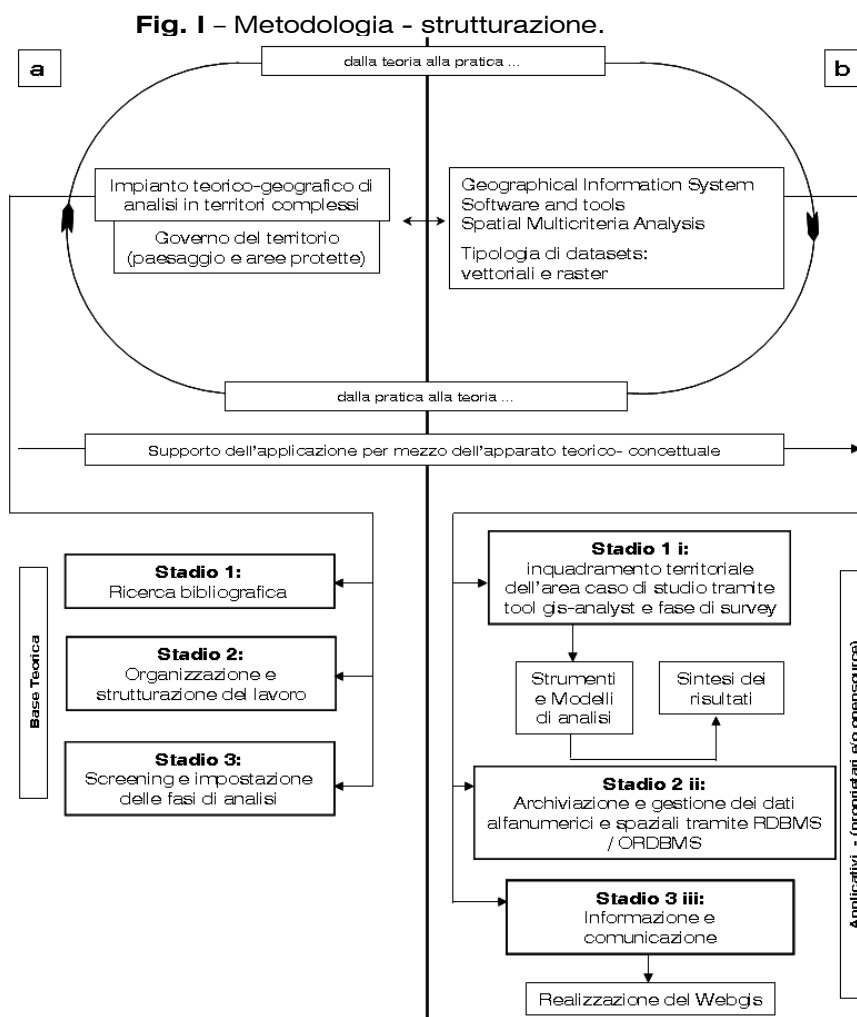 Fig. I – Metodologia - strutturazione.
a
b
dalla teoria alla pratica ...
Impianto teorico-geografico di
analisi in territori complessi
Governo del territorio
(paesaggio e aree protette)
Geographical Information System
Software and tools
Spatial Multicriteria Analysis
Tipologia di datasets:
vettoriali e raster
dalla pratica alla teoria ...
Supporto dell'applicazione per mezzo dell'apparato teorico- concettuale
Base Teorica
Stadio 1:
Ricerca bibliografica
Stadio 2:
Organizzazione e
strutturazione del lavoro
Stadio 3:
Screening e impostazione
delle fasi di analisi
Stadio 1 i:
inquadramento territoriale
dell'area caso di studio tramite
tool gis-analyst e fase di survey
Strumenti
e Modelli
di analisi
Sintesi dei
risultati
Stadio 2 ii:
Archiviazione e gestione dei dati
alfanumerici e spaziali tramite RDBMS
/ ORDBMS
Stadio 3 iii:
Informazione e
comunicazione
Realizzazione del Webgis
Applicativi - (proprietari e/o opensource)